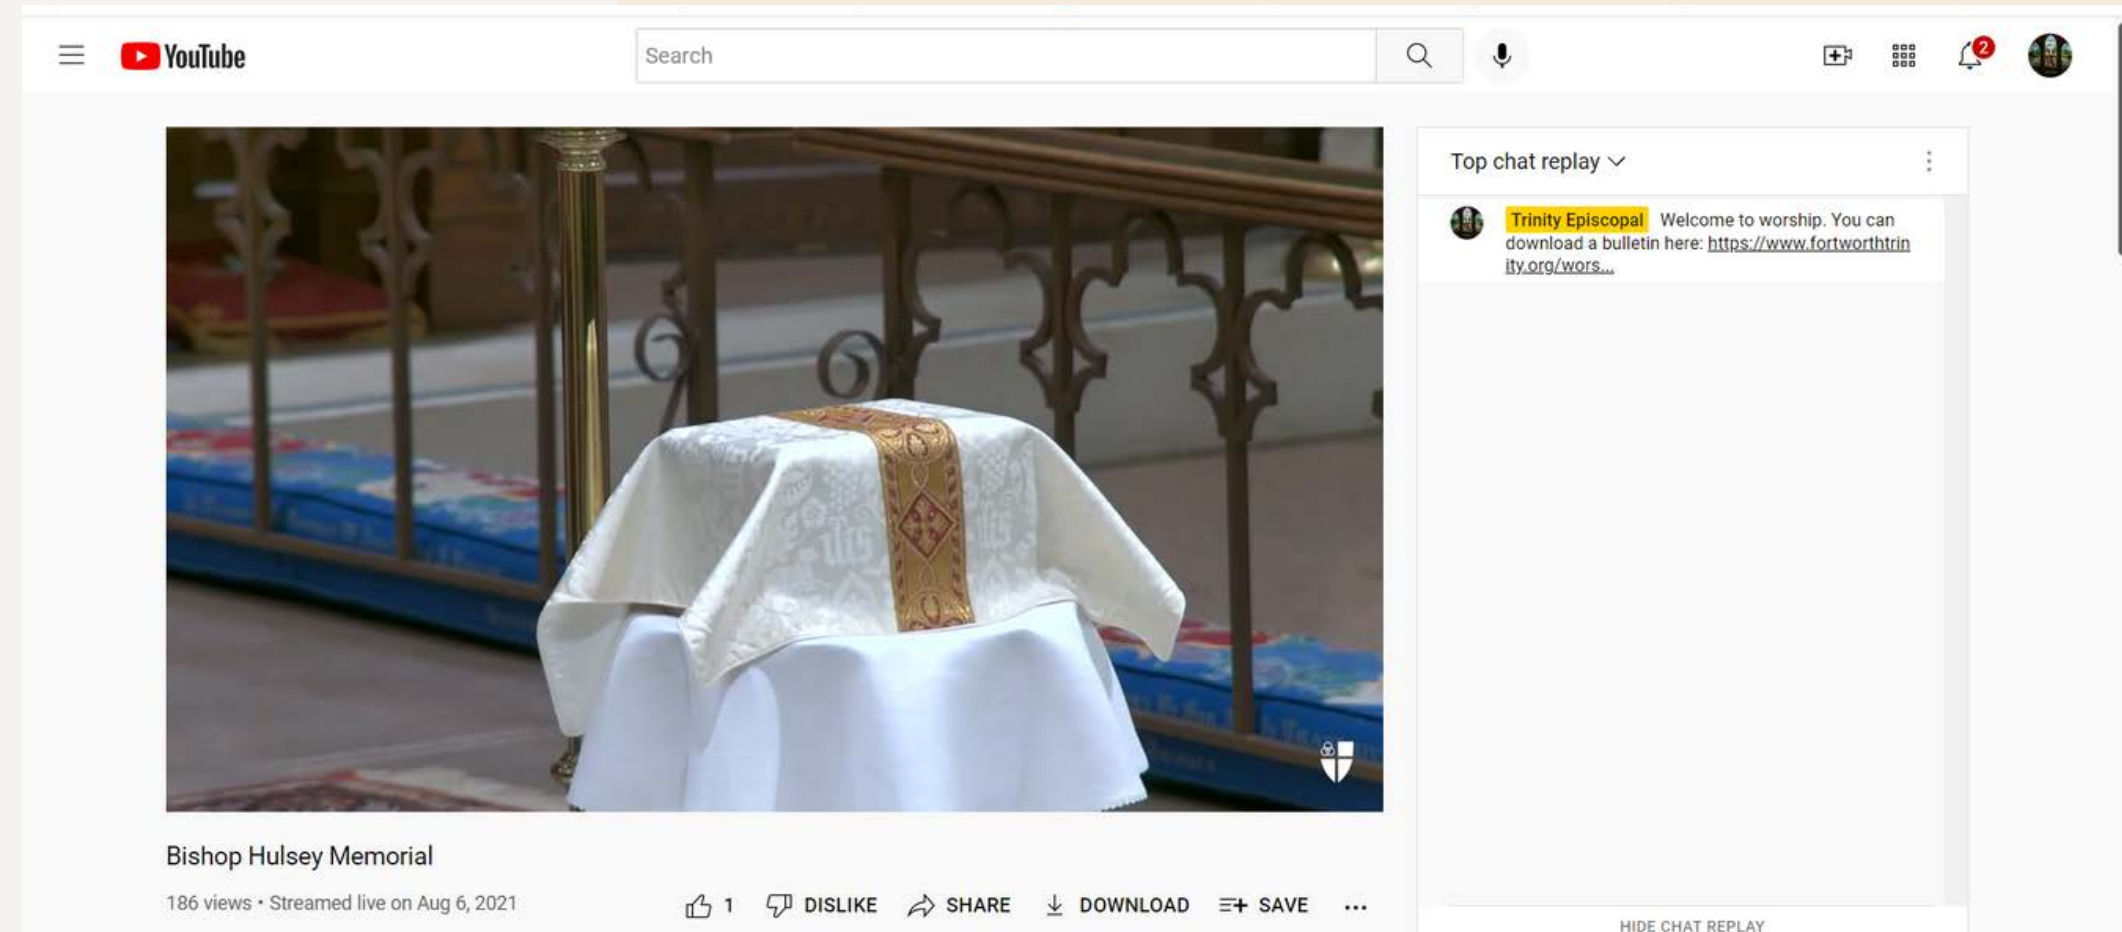 YouTube
Search
2
Top chat replay
Trinity Episcopal Welcome to worship. You can
download a bulletin here: https://www.fortworthtrin
ity.org/wors...
Bishop Hulsey Memorial
186 views • Streamed live on Aug 6, 2021
1 DISLIKE SHARE DOWNLOAD SAVE ...
HIDE CHAT REPLAY